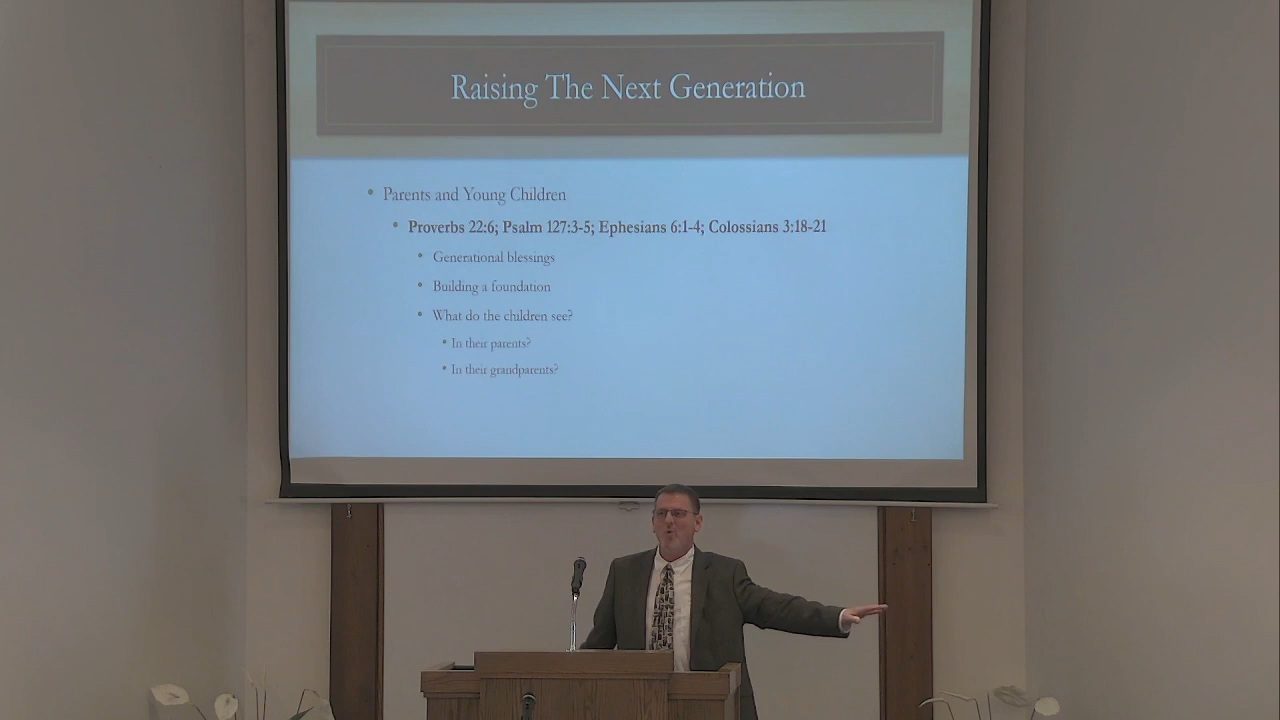 Raising The Next Generation
• Parents and Young Children
• Proverbs 22:6; Psalm 127:3-5; Ephesians 6:1-4; Colossians 3:18-21
• Generational blessings
• Building a foundation
• What do the children see?
• In their parents?
• In their grandparents?